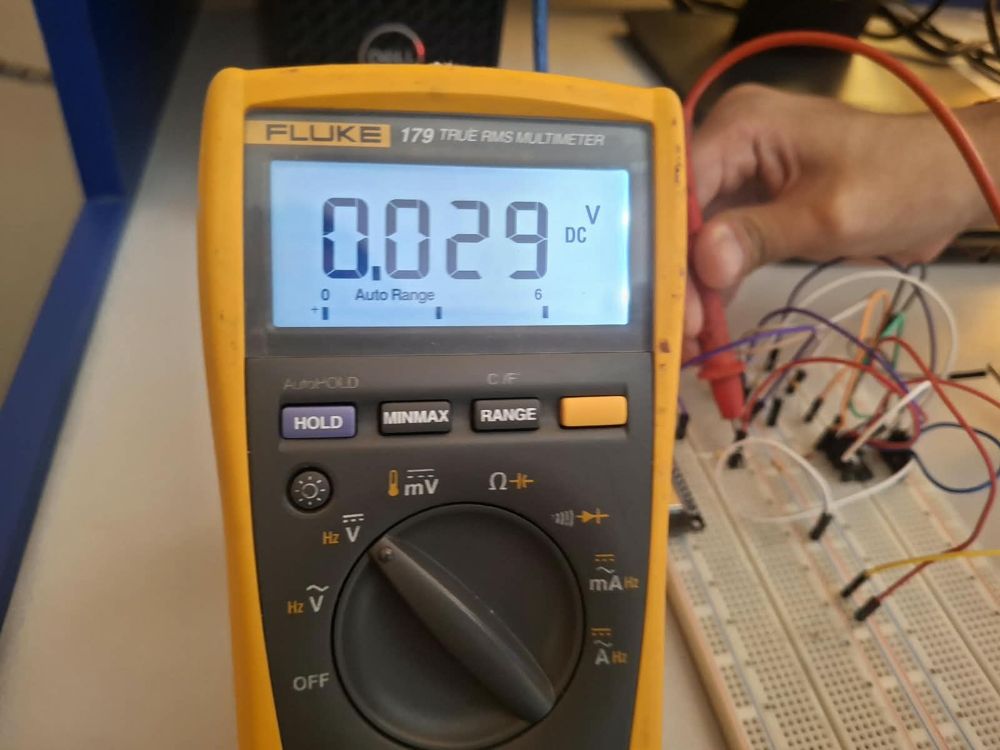 DELL
FLUKE 179 TRUE RMS MULTIMETER
0.029 V DC
0 Auto Range 6
+
AutoHOLD C/F
HOLD MINMAX RANGE
mV Ω
Hz V
mA Hz
Hz V
A Hz
OFF